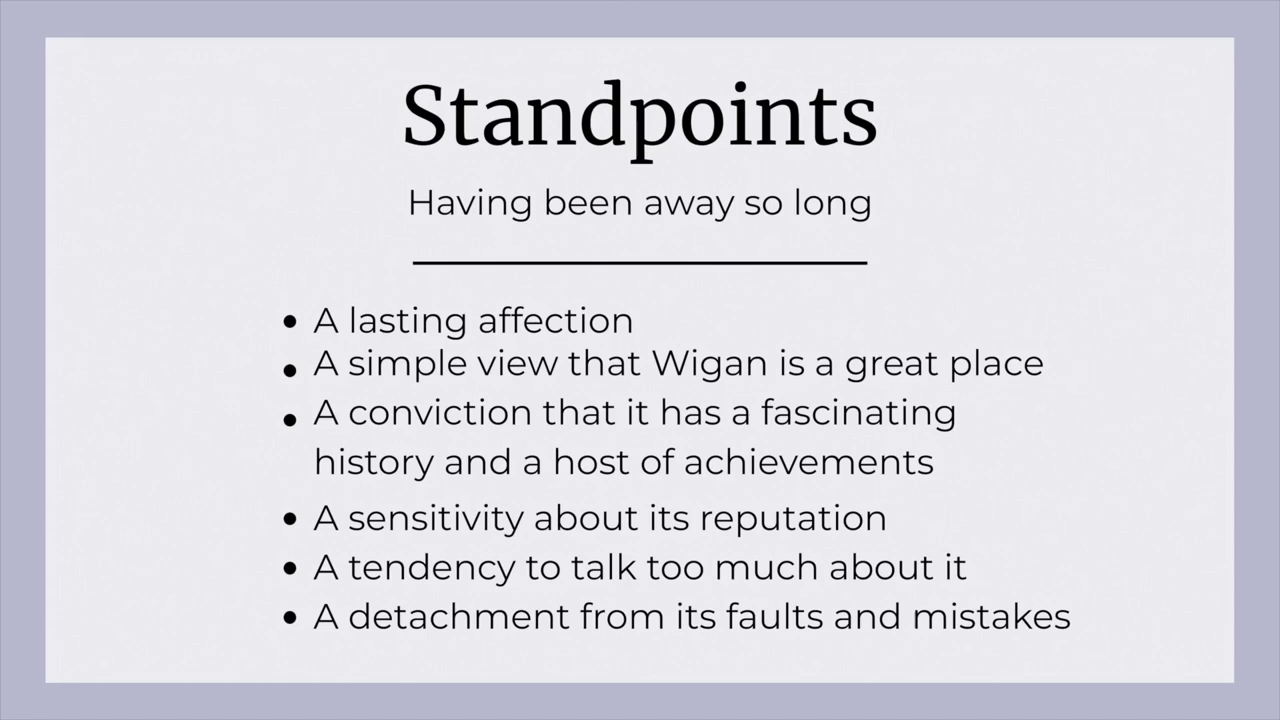 Standpoints
Having been away so long
• A lasting affection
• A simple view that Wigan is a great place
• A conviction that it has a fascinating
history and a host of achievements
• A sensitivity about its reputation
• A tendency to talk too much about it
• A detachment from its faults and mistakes